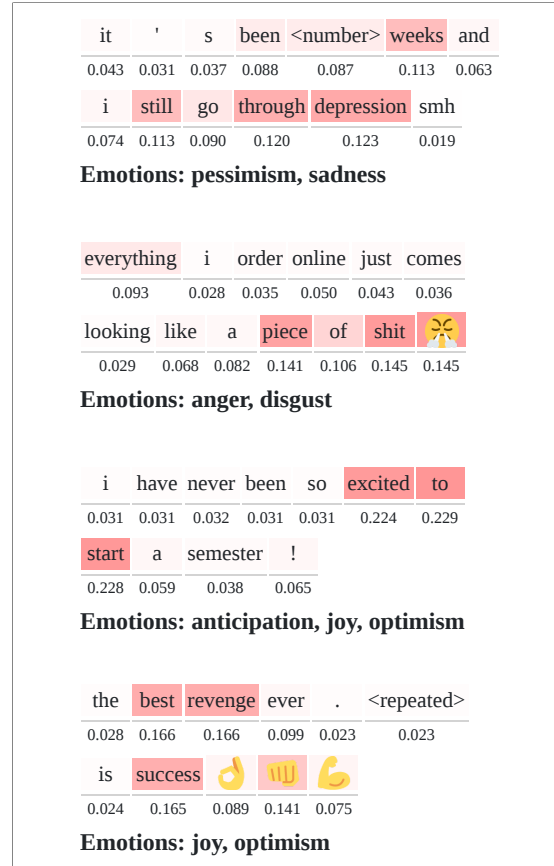 it ' s been <number> weeks and
0.043 0.031 0.037 0.088 0.087 0.113 0.063
i still go through depression smh
0.074 0.113 0.090 0.120 0.123 0.019
Emotions: pessimism, sadness
everything i order online just comes
0.093 0.028 0.035 0.050 0.043 0.036
looking like a piece of shit 😤
0.029 0.068 0.082 0.141 0.106 0.145 0.145
Emotions: anger, disgust
i have never been so excited to
0.031 0.031 0.032 0.031 0.031 0.224 0.229
start a semester !
0.228 0.059 0.038 0.065
Emotions: anticipation, joy, optimism
the best revenge ever . <repeated>
0.028 0.166 0.166 0.099 0.023 0.023
is success 👌 👊 💪
0.024 0.165 0.089 0.141 0.075
Emotions: joy, optimism